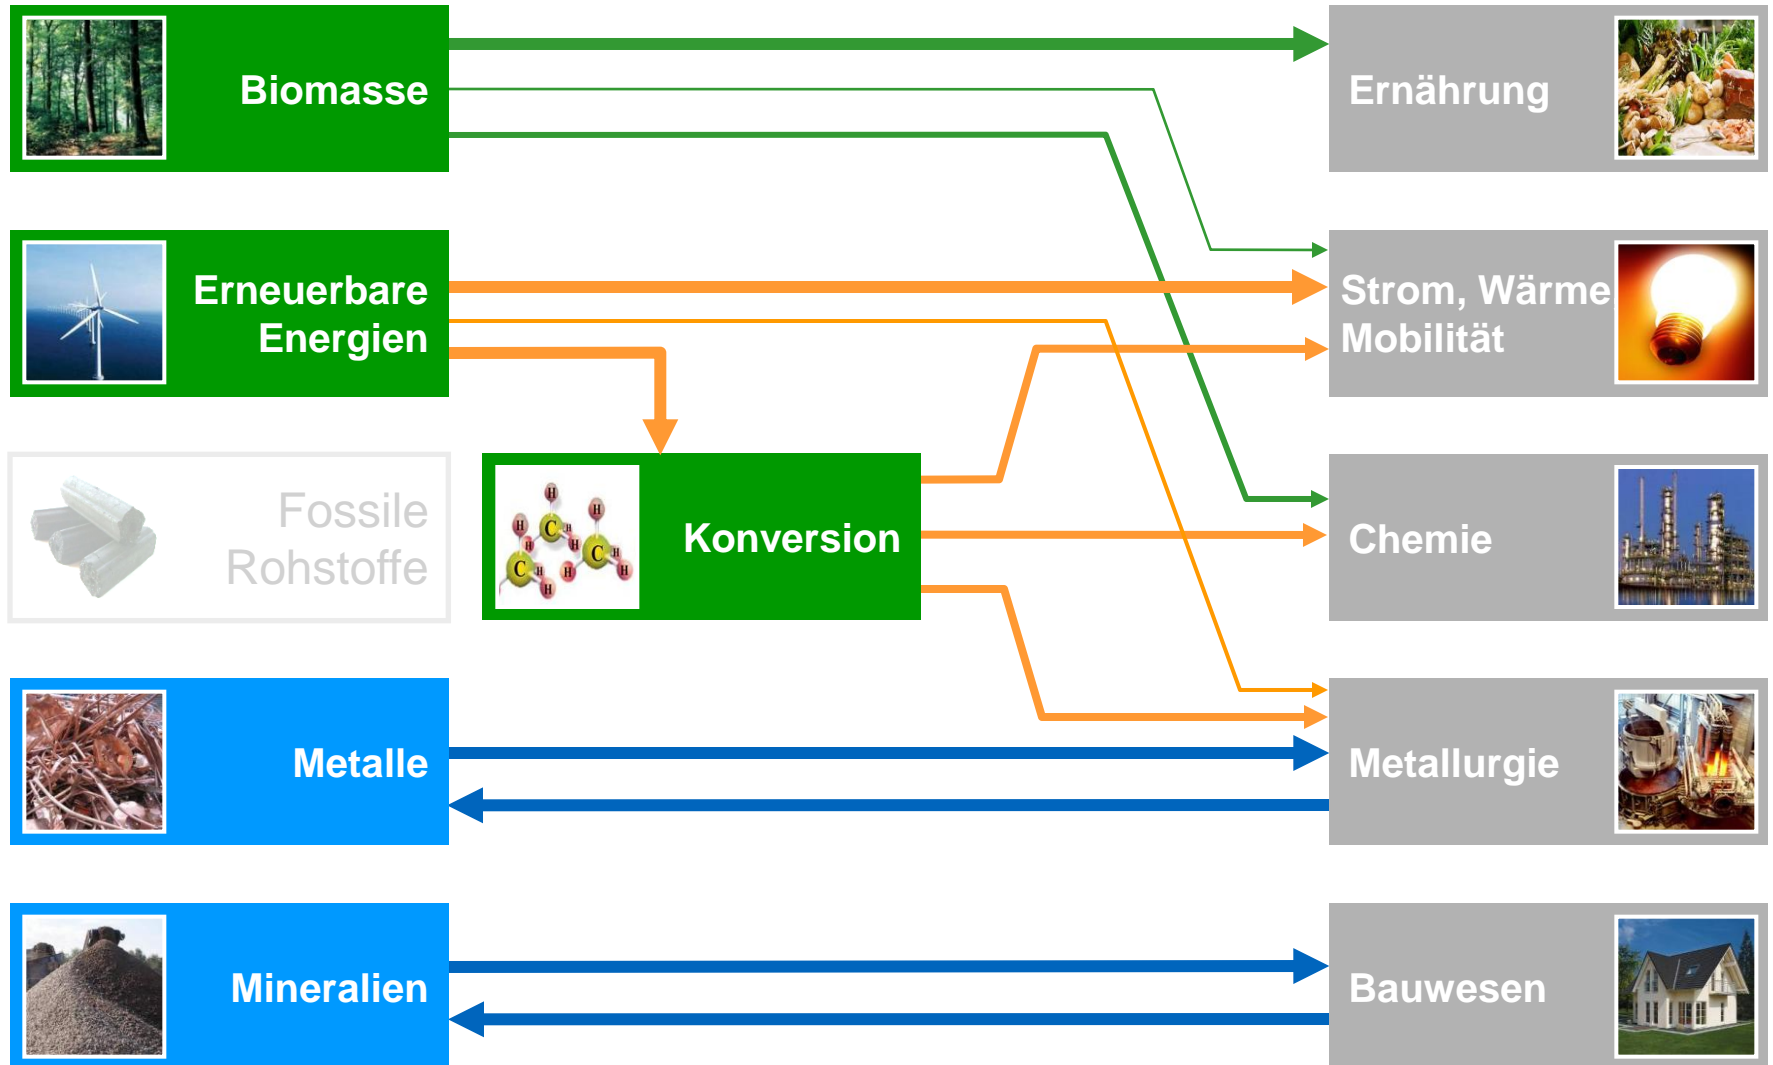 Biomasse
Ernährung
Erneuerbare
Energien
Strom, Wärme
Mobilität
Fossile
Rohstoffe
H
H
H
H
C
H
H
C
H
C
H
H
H
H
Konversion
Chemie
Metalle
Metallurgie
Mineralien
Bauwesen